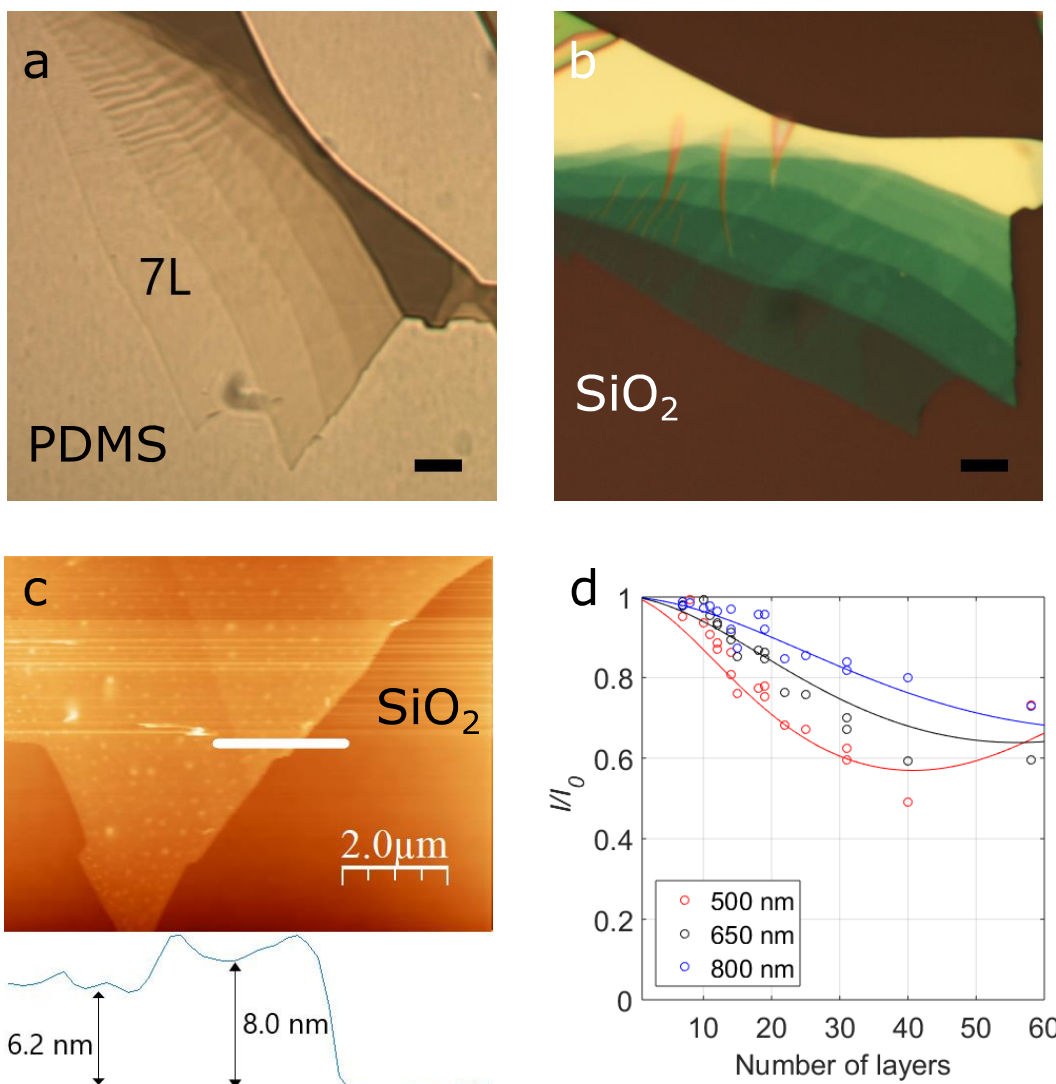 a
7L
PDMS
b
SiO₂
c
SiO₂
2.0μm
6.2 nm
8.0 nm
d
I/I₀
1
0.8
0.6
0.4
0.2
0
500 nm
650 nm
800 nm
10 20 30 40 50 60
Number of layers